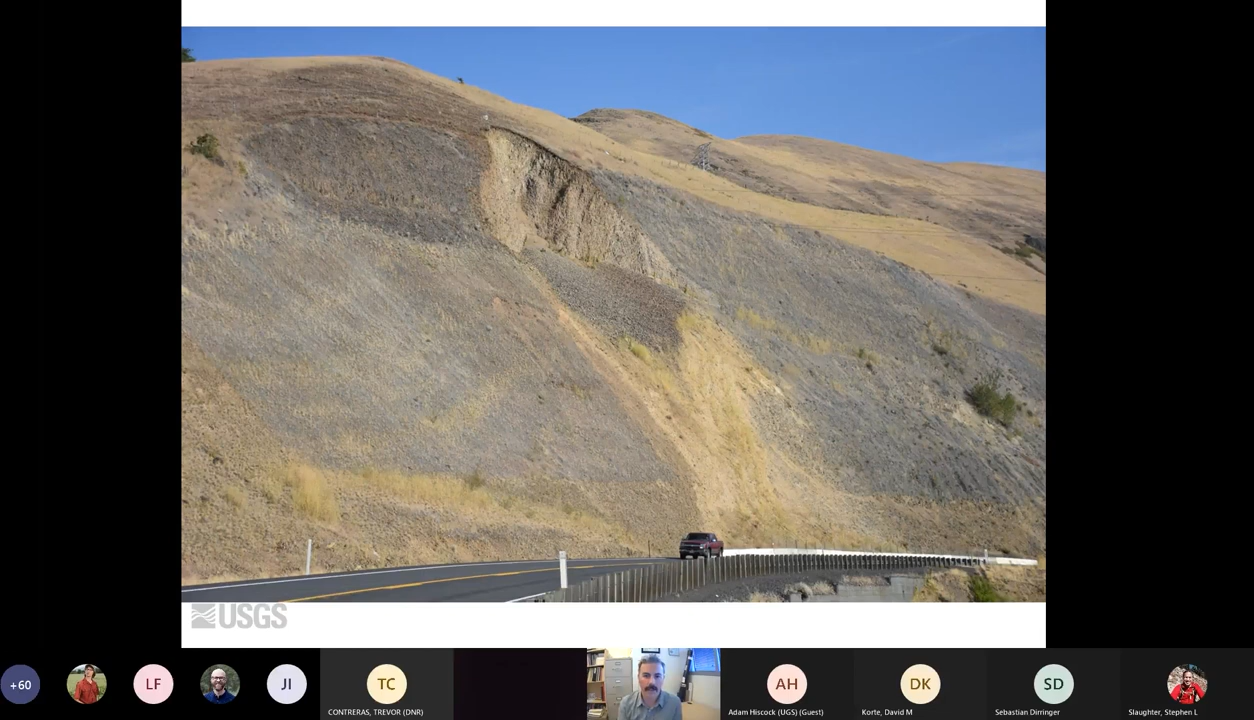 USGS
+60
LF
JI
TC
CONTRERAS, TREVOR (DNR)
AH
Adam Hiscock (UGS) (Guest)
DK
Korte, David M
SD
Sebastian Dirringer
Slaughter, Stephen L